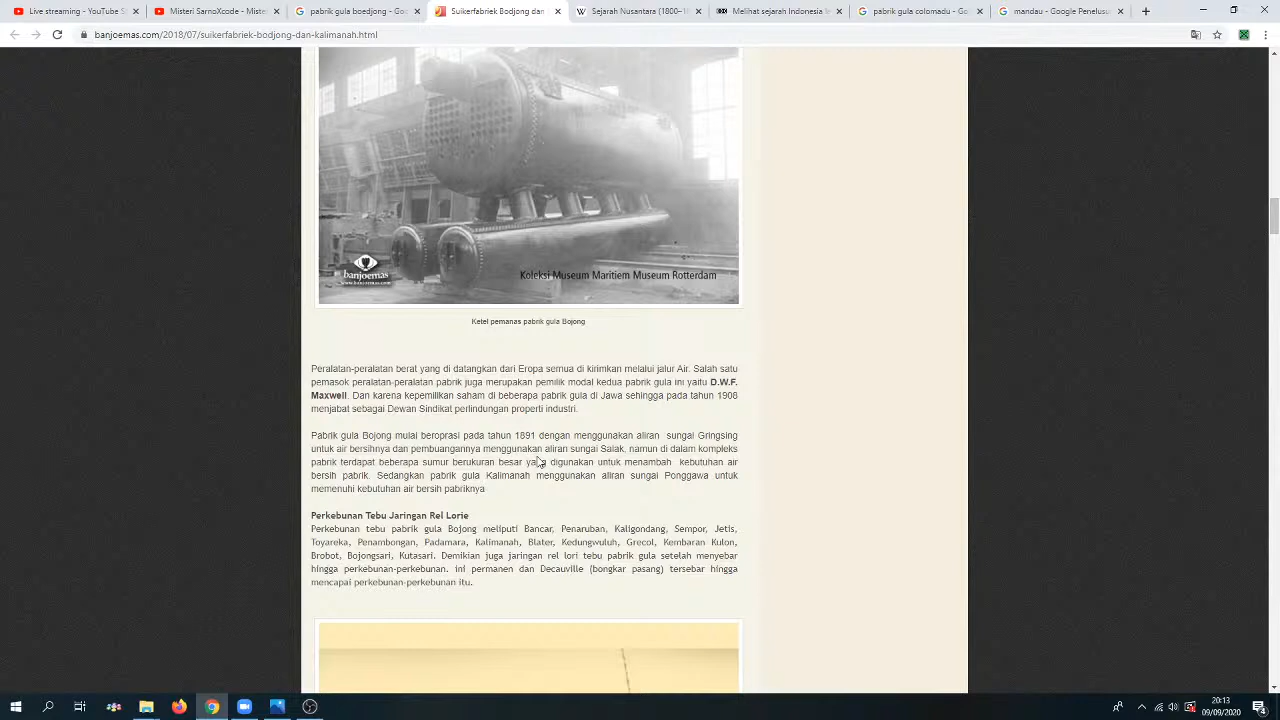 Live streaming - YouTube S
Misteri SarnoXcode - Miste
pabrik gula boedjong - Go
Suikerfabriek Bodjong dan
Sejarah Nusantara (1800–1
Melihat sejarah Indonesia le
pabrik gula colomadu - Go
mandau - Google Penelusu
banjoemas.com/2018/07/suikerfabriek-bodjong-dan-kalimanah.html
banjoemas
www.banjoemas.com
Koleksi Museum Maritiem Museum Rotterdam
Ketel pemanas pabrik gula Bojong
Peralatan-peralatan berat yang di datangkan dari Eropa semua di kirimkan melalui jalur Air. Salah satu
pemasok peralatan-peralatan pabrik juga merupakan pemilik modal kedua pabrik gula ini yaitu D.W.F.
Maxwell. Dan karena kepemilikan saham di beberapa pabrik gula di Jawa sehingga pada tahun 1908
menjabat sebagai Dewan Sindikat perlindungan properti industri.
Pabrik gula Bojong mulai beroprasi pada tahun 1891 dengan menggunakan aliran sungai Gringsing
untuk air bersihnya dan pembuangannya menggunakan aliran sungai Salak, namun di dalam kompleks
pabrik terdapat beberapa sumur berukuran besar yang digunakan untuk menambah kebutuhan air
bersih pabrik. Sedangkan pabrik gula Kalimanah menggunakan aliran sungai Ponggawa untuk
memenuhi kebutuhan air bersih pabriknya
Perkebunan Tebu Jaringan Rel Lorie
Perkebunan tebu pabrik gula Bojong meliputi Bancar, Penaruban, Kaligondang, Sempor, Jetis,
Toyareka, Penambongan, Padamara, Kalimanah, Blater, Kedungwuluh, Grecol, Kembaran Kulon,
Brobot, Bojongsari, Kutasari. Demikian juga jaringan rel lori tebu pabrik gula setelah menyebar
hingga perkebunan-perkebunan. ini permanen dan Decauville (bongkar pasang) tersebar hingga
mencapai perkebunan-perkebunan itu.
20:13
09/09/2020